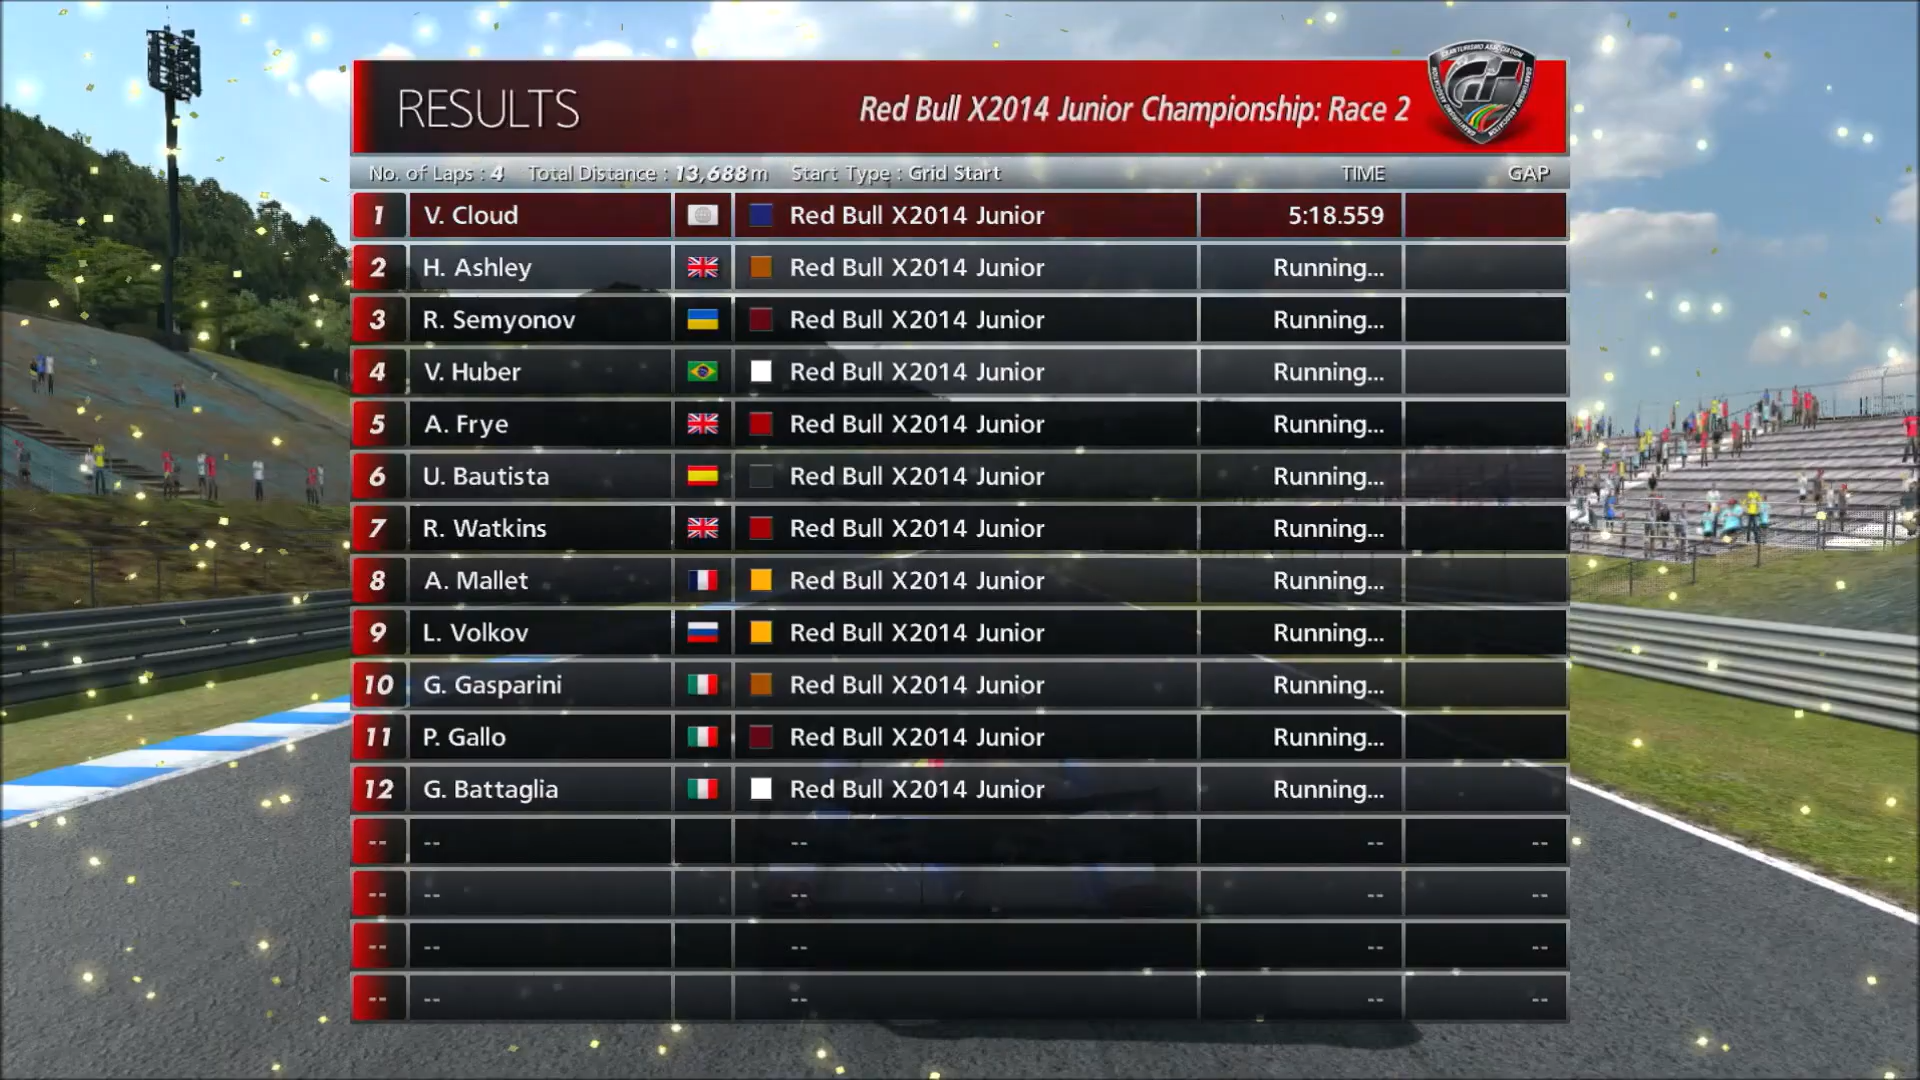 RESULTS
Red Bull X2014 Junior Championship: Race 2
No. of Laps : 4 Total Distance : 13,688 m Start Type : Grid Start TIME GAP
1 V. Cloud Red Bull X2014 Junior 5:18.559
2 H. Ashley Red Bull X2014 Junior Running...
3 R. Semyonov Red Bull X2014 Junior Running...
4 V. Huber Red Bull X2014 Junior Running...
5 A. Frye Red Bull X2014 Junior Running...
6 U. Bautista Red Bull X2014 Junior Running...
7 R. Watkins Red Bull X2014 Junior Running...
8 A. Mallet Red Bull X2014 Junior Running...
9 L. Volkov Red Bull X2014 Junior Running...
10 G. Gasparini Red Bull X2014 Junior Running...
11 P. Gallo Red Bull X2014 Junior Running...
12 G. Battaglia Red Bull X2014 Junior Running...
-- -- -- -- --
-- -- -- -- --
-- -- -- -- --
-- -- -- -- --